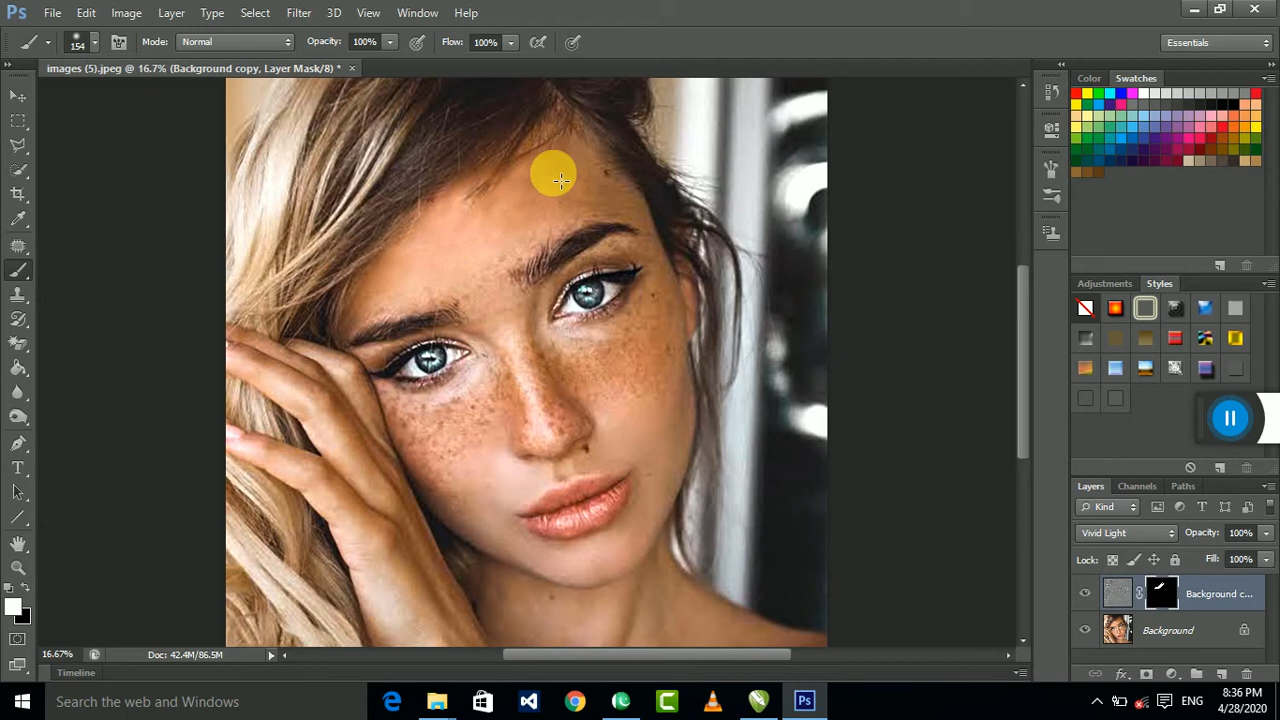 Ps File Edit Image Layer Type Select Filter 3D View Window Help
154 Mode: Normal Opacity: 100% Flow: 100% Essentials
images (5).jpeg @ 16.7% (Background copy, Layer Mask/8) * ×
Color Swatches
Adjustments Styles
Layers Channels Paths
Kind
Vivid Light Opacity: 100%
Lock: Fill: 100%
Background c...
Background
16.67% Doc: 42.4M/86.5M
Timeline
Search the web and Windows
Ps
ENG
8:36 PM
4/28/2020